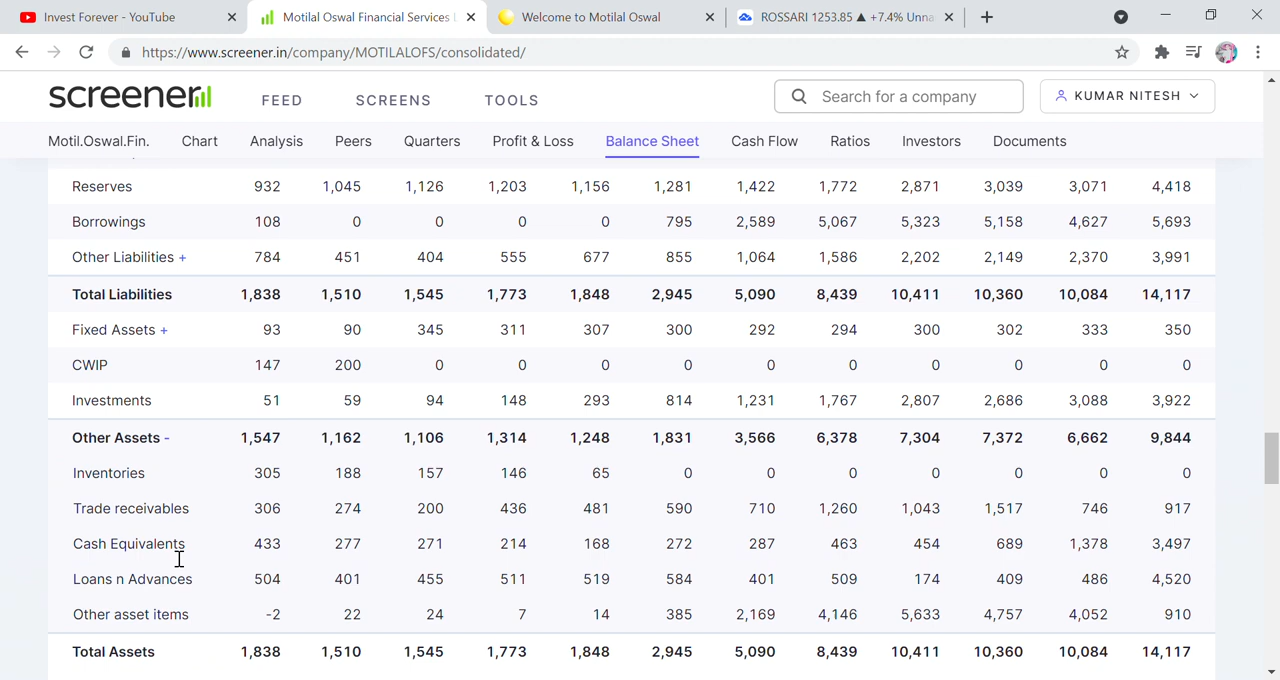 Invest Forever - YouTube
Motilal Oswal Financial Services
Welcome to Motilal Oswal
ROSSARI 1253.85 ▲ +7.4% Unna
https://www.screener.in/company/MOTILALOFS/consolidated/
screener
FEED SCREENS TOOLS
Search for a company
KUMAR NITESH
Motil.Oswal.Fin. Chart Analysis Peers Quarters Profit & Loss Balance Sheet Cash Flow Ratios Investors Documents
Reserves 932 1,045 1,126 1,203 1,156 1,281 1,422 1,772 2,871 3,039 3,071 4,418
Borrowings 108 0 0 0 0 795 2,589 5,067 5,323 5,158 4,627 5,693
Other Liabilities + 784 451 404 555 677 855 1,064 1,586 2,202 2,149 2,370 3,991
Total Liabilities 1,838 1,510 1,545 1,773 1,848 2,945 5,090 8,439 10,411 10,360 10,084 14,117
Fixed Assets + 93 90 345 311 307 300 292 294 300 302 333 350
CWIP 147 200 0 0 0 0 0 0 0 0 0 0
Investments 51 59 94 148 293 814 1,231 1,767 2,807 2,686 3,088 3,922
Other Assets - 1,547 1,162 1,106 1,314 1,248 1,831 3,566 6,378 7,304 7,372 6,662 9,844
Inventories 305 188 157 146 65 0 0 0 0 0 0 0
Trade receivables 306 274 200 436 481 590 710 1,260 1,043 1,517 746 917
Cash Equivalents 433 277 271 214 168 272 287 463 454 689 1,378 3,497
Loans n Advances 504 401 455 511 519 584 401 509 174 409 486 4,520
Other asset items -2 22 24 7 14 385 2,169 4,146 5,633 4,757 4,052 910
Total Assets 1,838 1,510 1,545 1,773 1,848 2,945 5,090 8,439 10,411 10,360 10,084 14,117